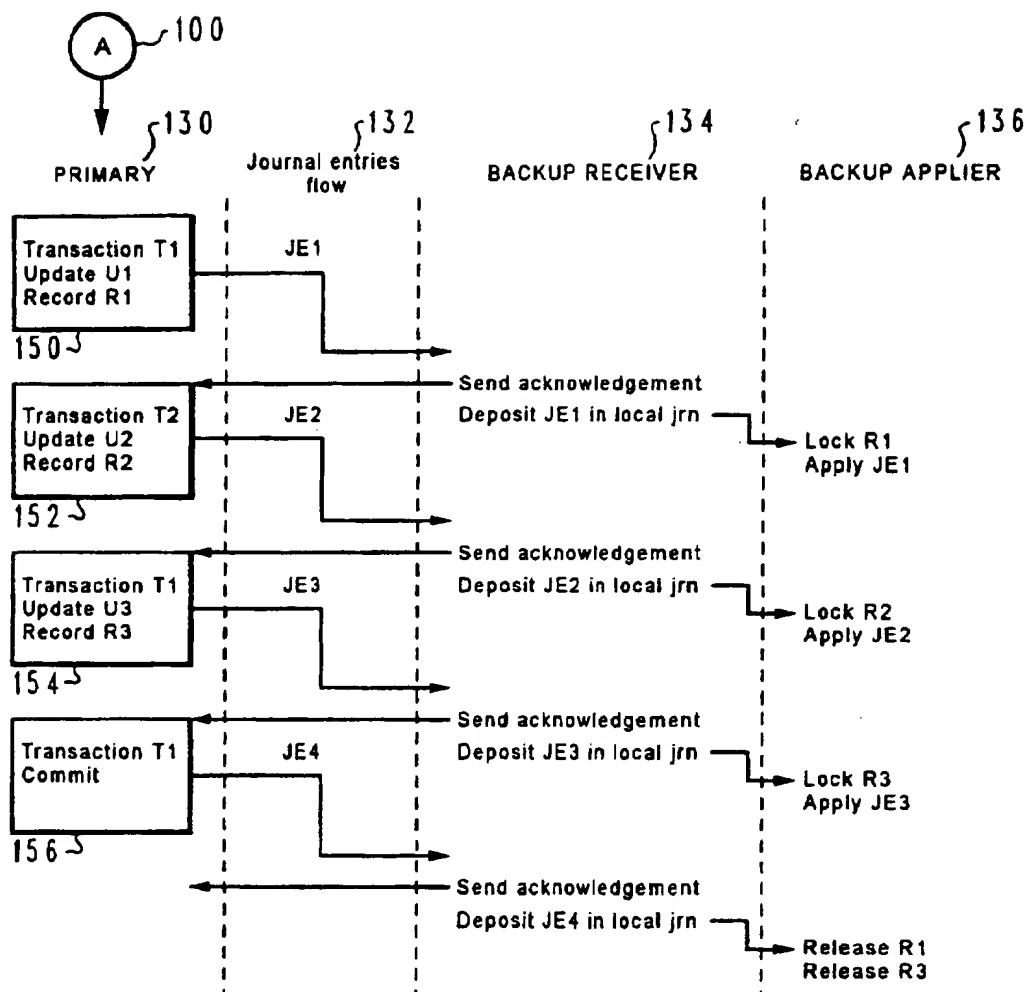 A
100
130
132
134
136
PRIMARY
Journal entries
flow
BACKUP RECEIVER
BACKUP APPLIER
Transaction T1
Update U1
Record R1
JE1
150
Send acknowledgement
Transaction T2
Update U2
Record R2
JE2
Deposit JE1 in local jrn
Lock R1
Apply JE1
152
Send acknowledgement
Transaction T1
Update U3
Record R3
JE3
Deposit JE2 in local jrn
Lock R2
Apply JE2
154
Send acknowledgement
Transaction T1
Commit
JE4
Deposit JE3 in local jrn
Lock R3
Apply JE3
156
Send acknowledgement
Deposit JE4 in local jrn
Release R1
Release R3